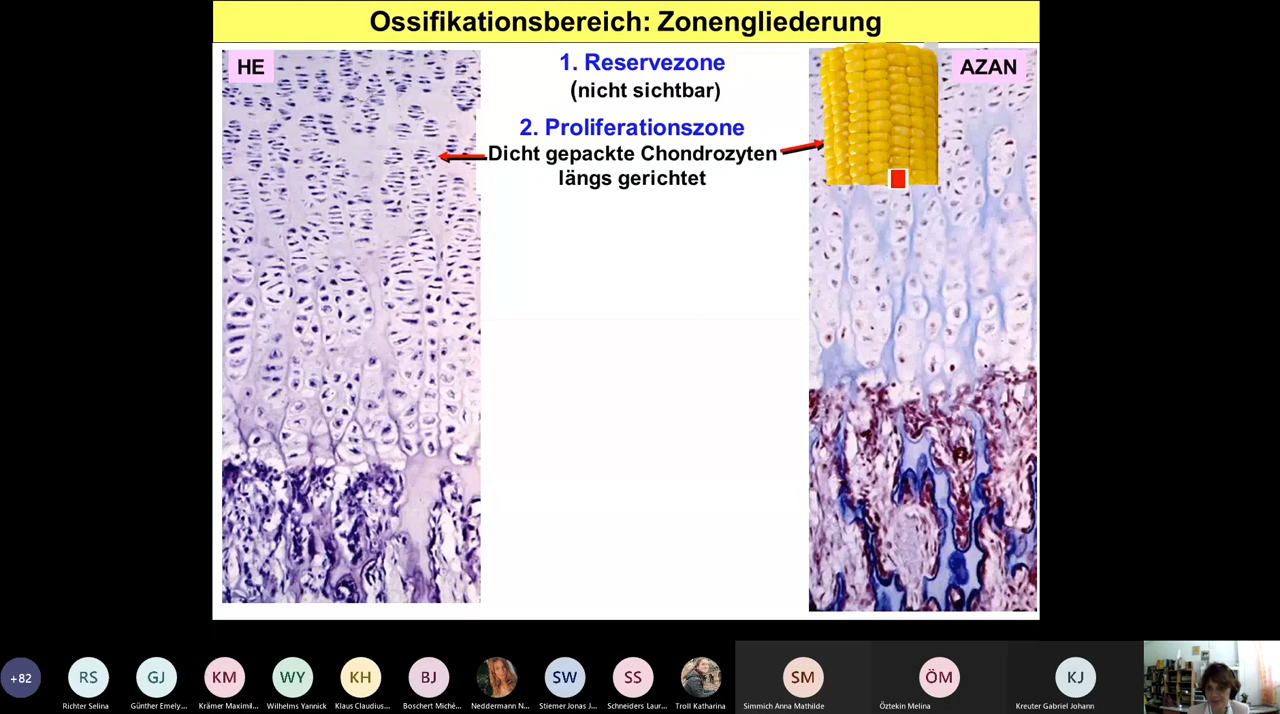 Ossifikationsbereich: Zonengliederung
HE
1. Reservezone
(nicht sichtbar)
2. Proliferationszone
Dicht gepackte Chondrozyten
längs gerichtet
AZAN
+82
RS
GJ
KM
WY
KH
BJ
SW
SS
SM
ÖM
KJ
Richter Selina
Günther Emely...
Krämer Maximil...
Wilhelms Yannick
Klaus Claudius...
Boschert Miché...
Neddermann N...
Stiemer Jonas J...
Schneiders Laur...
Troll Katharina
Simmich Anna Mathilde
Öztekin Melina
Kreuter Gabriel Johann